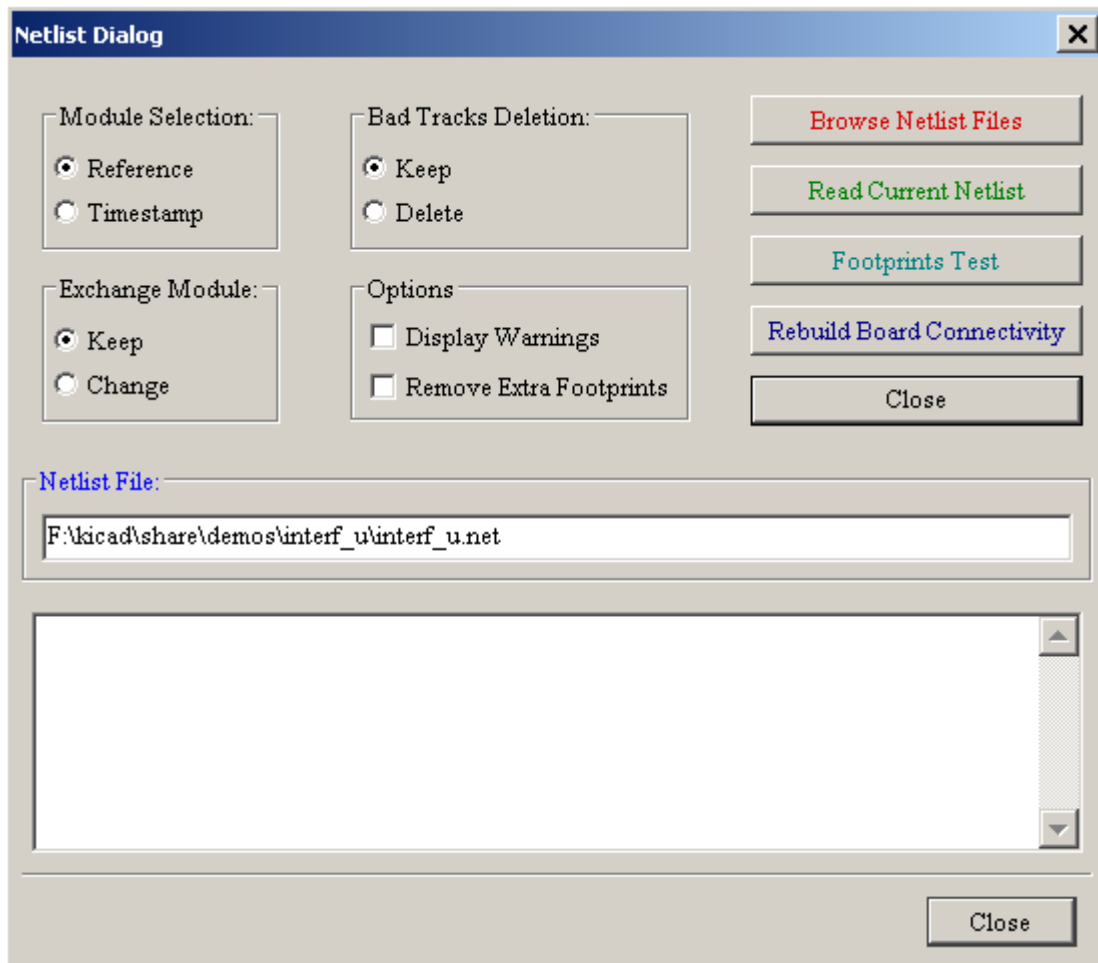 Netlist Dialog
Module Selection:
Reference
Timestamp
Bad Tracks Deletion:
Keep
Delete
Exchange Module:
Keep
Change
Options
Display Warnings
Remove Extra Footprints
Browse Netlist Files
Read Current Netlist
Footprints Test
Rebuild Board Connectivity
Close
Netlist File:
F:\kicad\share\demos\interf_u\interf_u.net
Close